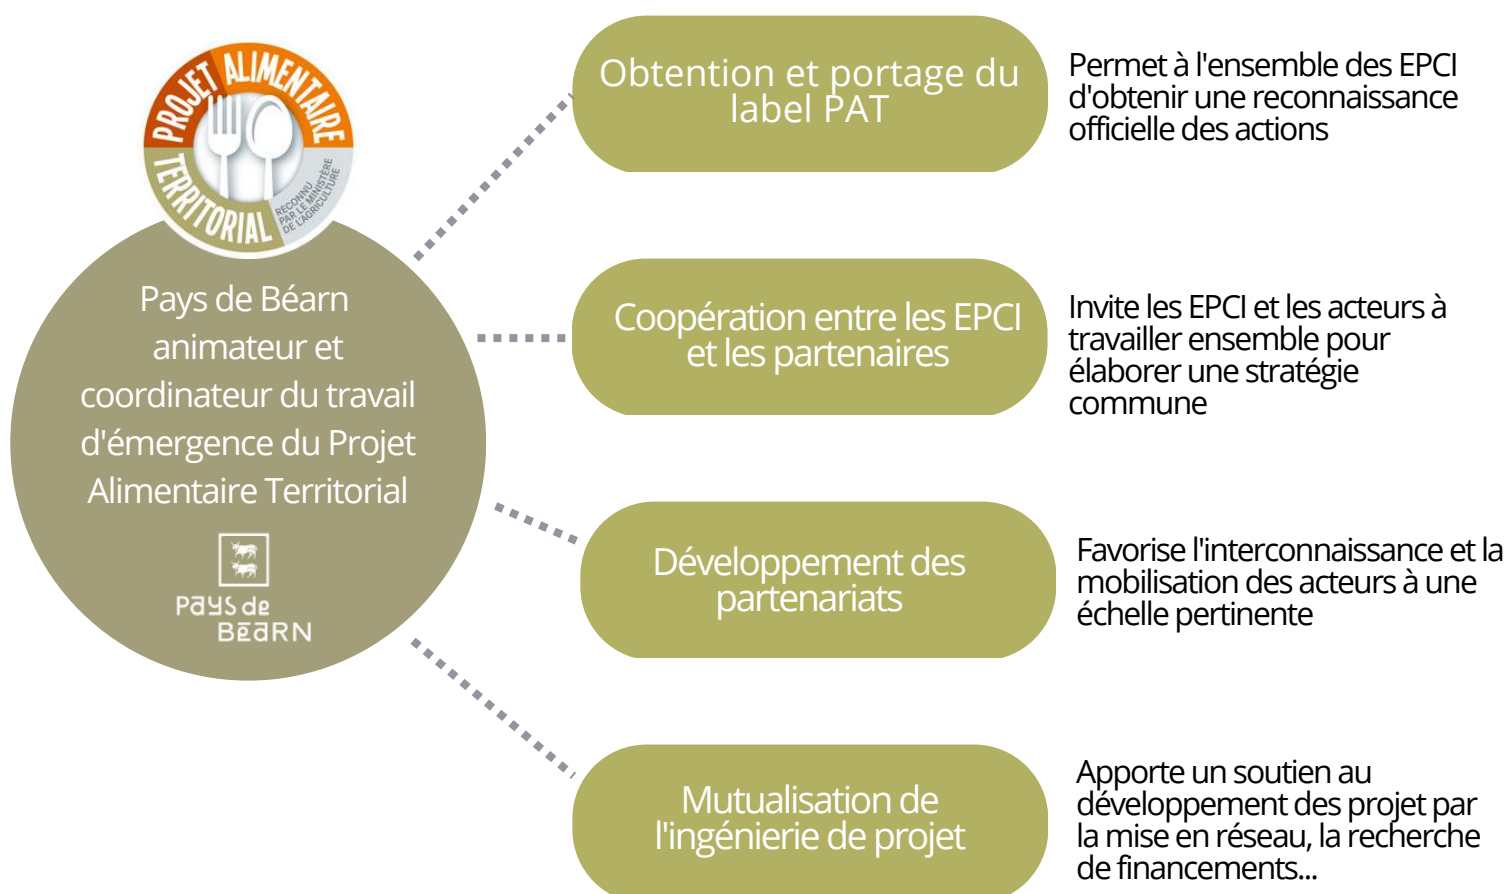 PROJET ALIMENTAIRE
TERRITORIAL
RECONNU
PAR LE MINISTÈRE
DE L'AGRICULTURE
Pays de Béarn
animateur et
coordinateur du travail
d'émergence du Projet
Alimentaire Territorial
Pays de
BÉARN
Obtention et portage du
label PAT
Permet à l'ensemble des EPCI
d'obtenir une reconnaissance
officielle des actions
Coopération entre les EPCI
et les partenaires
Invite les EPCI et les acteurs à
travailler ensemble pour
élaborer une stratégie
commune
Développement des
partenariats
Favorise l'interconnaissance et la
mobilisation des acteurs à une
échelle pertinente
Mutualisation de
l'ingénierie de projet
Apporte un soutien au
développement des projet par
la mise en réseau, la recherche
de financements...